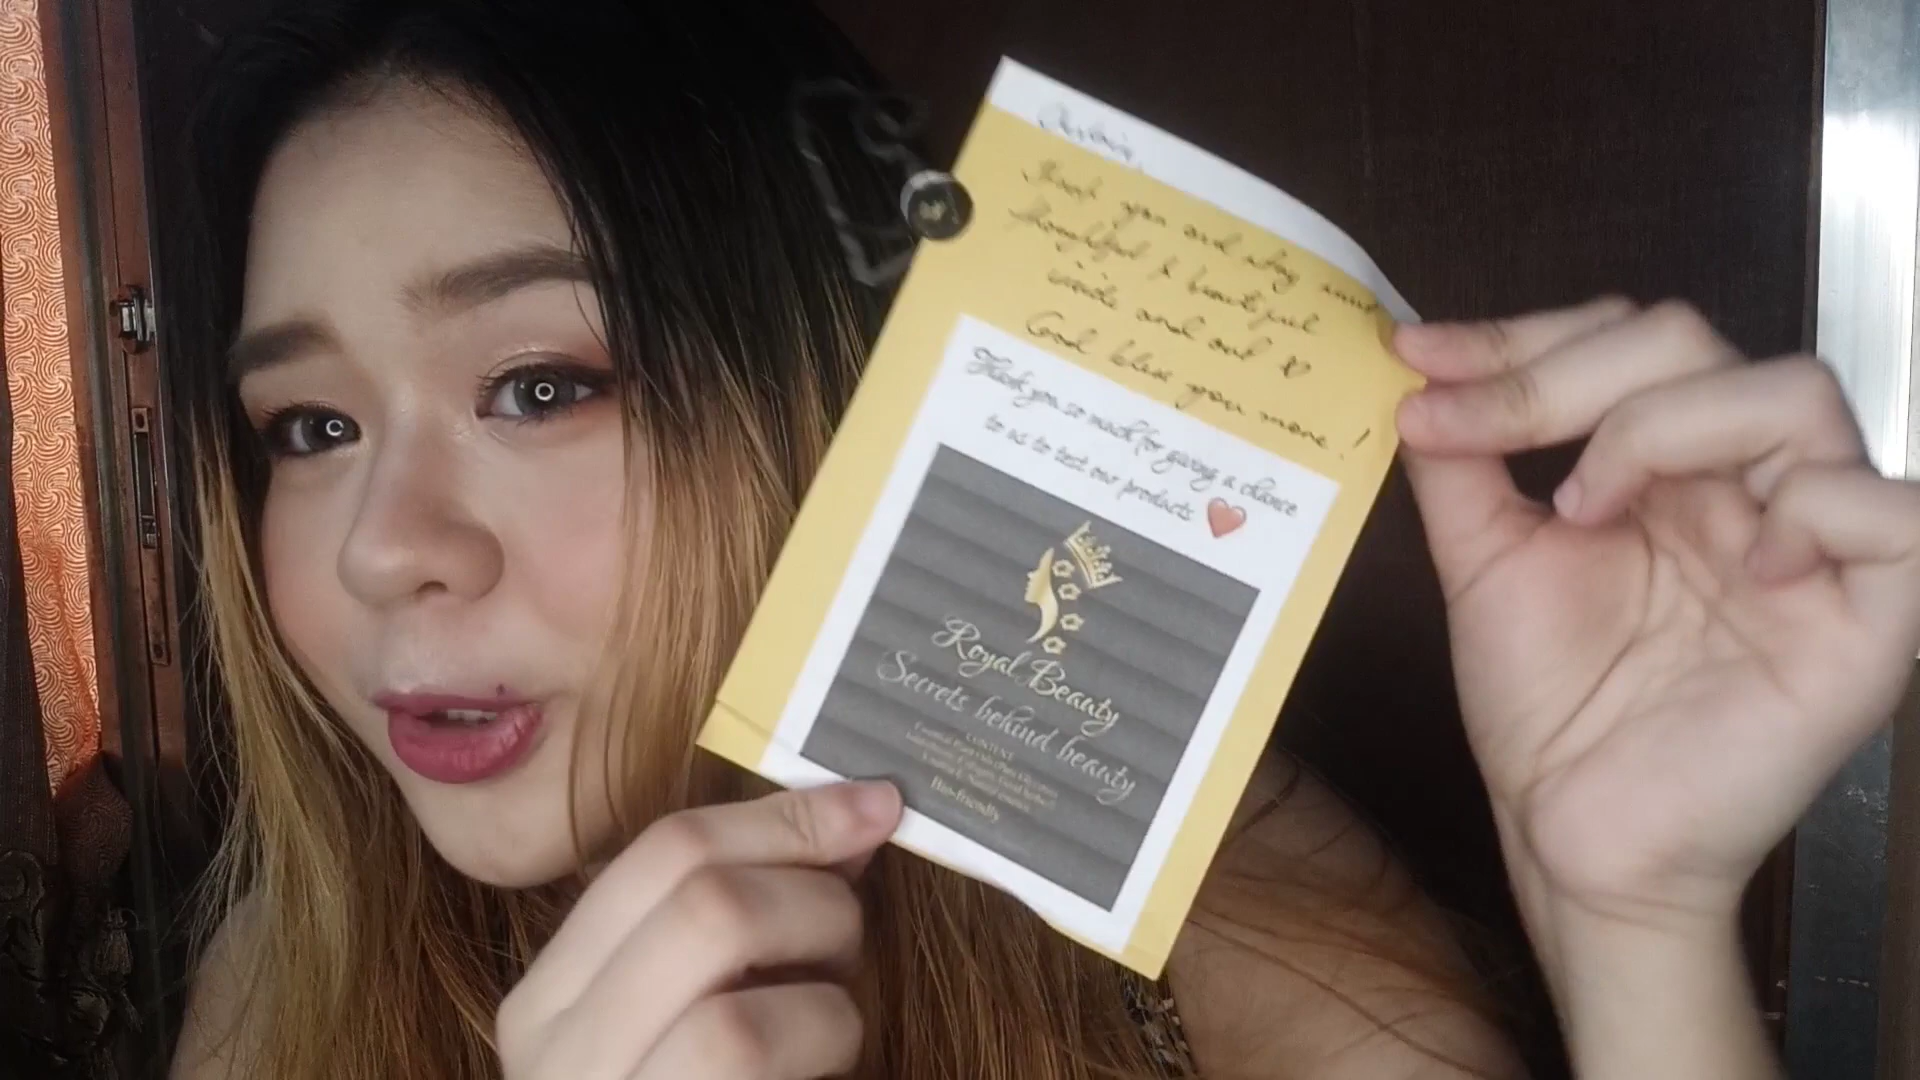 Thank you and stay sweet
thoughtful & beautiful
inside and out
God bless you more!
Thank you so much for giving a chance
to us to test our products
Royal Beauty
Secrets behind beauty
CONTENT
Bio-friendly